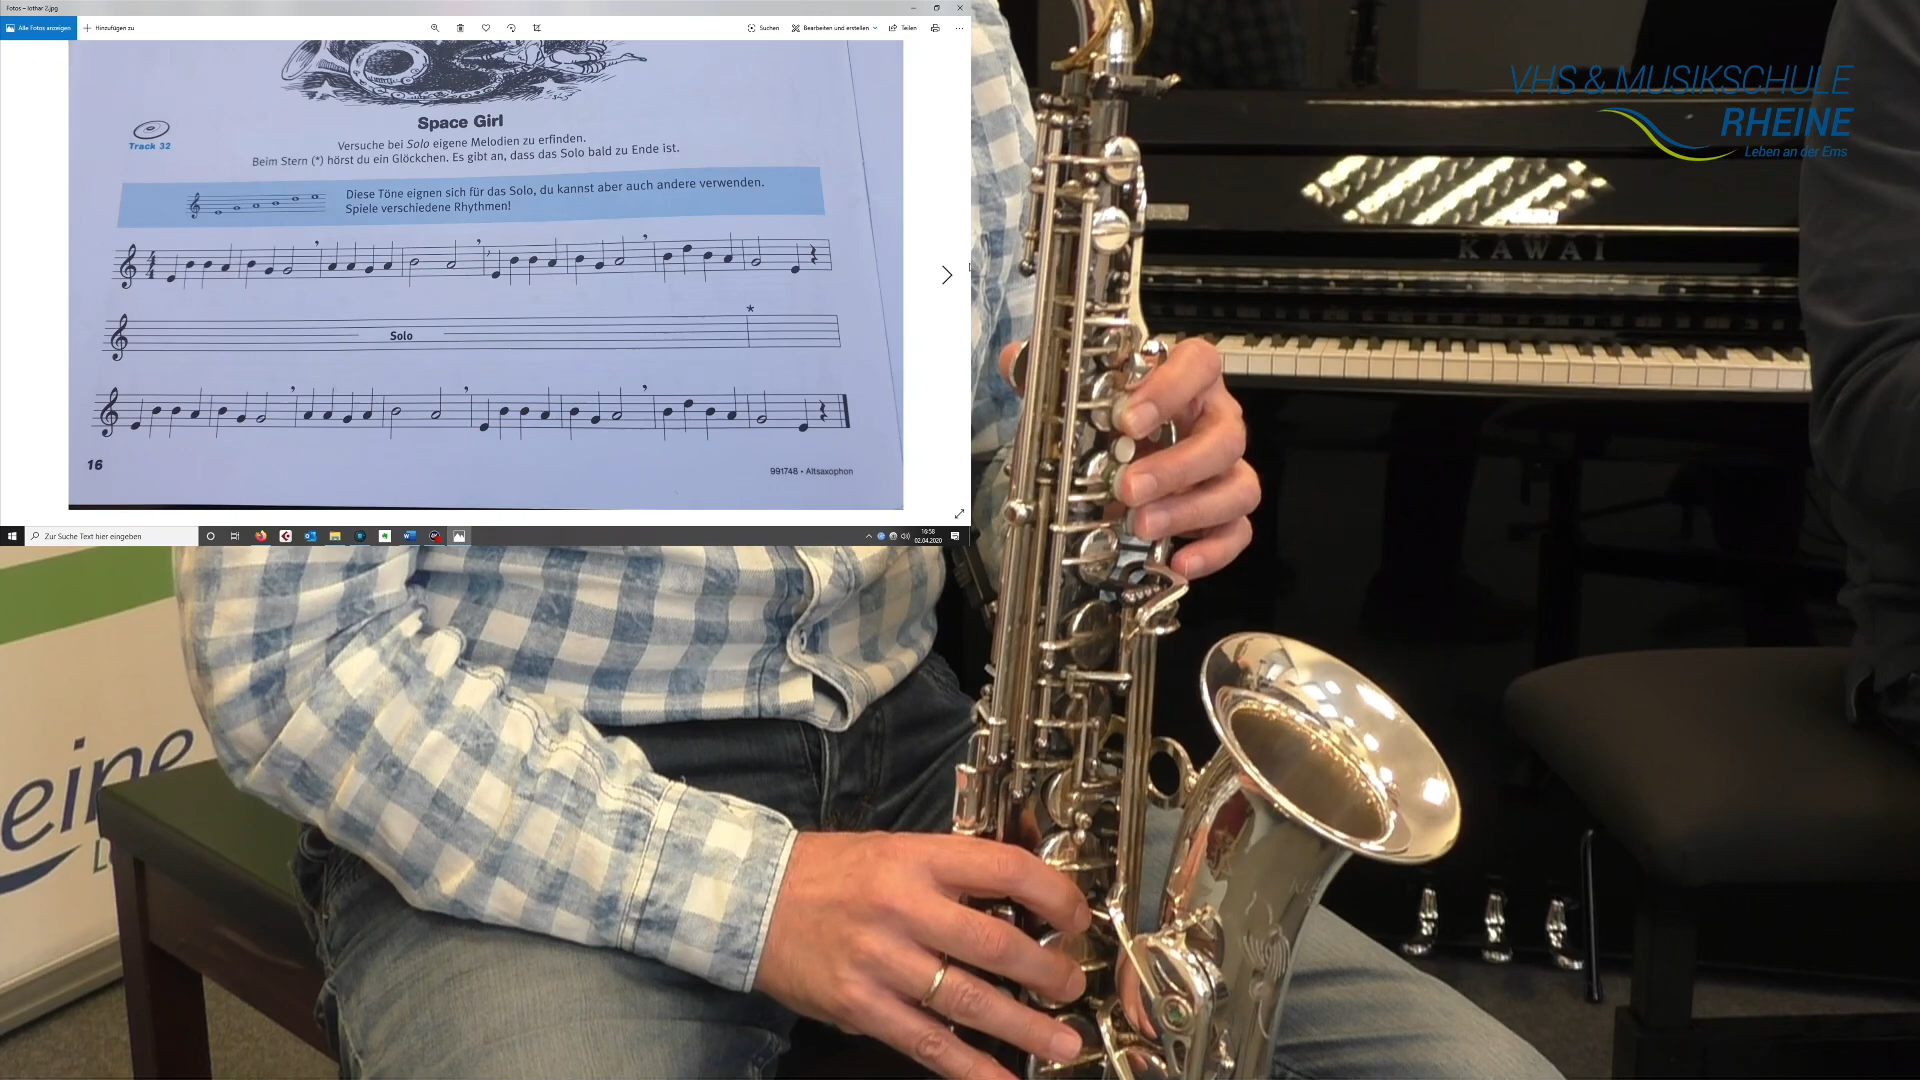 Fotos – lothar 2.jpg
Alle Fotos anzeigen
Hinzufügen zu
Suchen
Bearbeiten und erstellen
Teilen
Track 32
Space Girl
Versuche bei Solo eigene Melodien zu erfinden.
Beim Stern (*) hörst du ein Glöckchen. Es gibt an, dass das Solo bald zu Ende ist.
Diese Töne eignen sich für das Solo, du kannst aber auch andere verwenden.
Spiele verschiedene Rhythmen!
4
4
*
Solo
16
991748 • Altsaxophon
Zur Suche Text hier eingeben
16:58
02.04.2020
VHS & MUSIKSCHULE
RHEINE
Leben an der Ems
KAWAI
eine